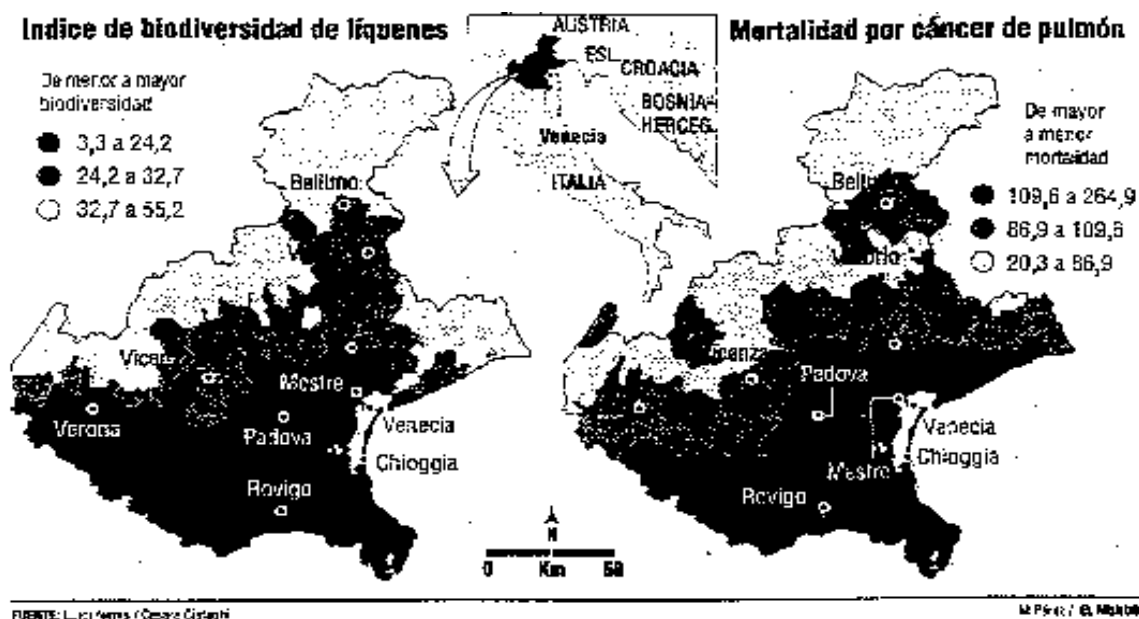 Indice de biodiversidad de líquenes
De menor a mayor
biodiversidad
3,3 a 24,2
24,2 a 32,7
32,7 a 55,2
AUSTRIA
ESL.
CROACIA
BOSNIA-
HERCEG.
Venecia
ITALIA
Mortalidad por cáncer de pulmón
De mayor
a menor
mortalidad
109,6 a 264,9
86,9 a 109,6
20,3 a 86,9
Verona
Mestre
Padova
Venecia
Chioggia
Rovigo
Padova
Venecia
Chioggia
Mestre
Rovigo
N
0 Km
FUENTE: